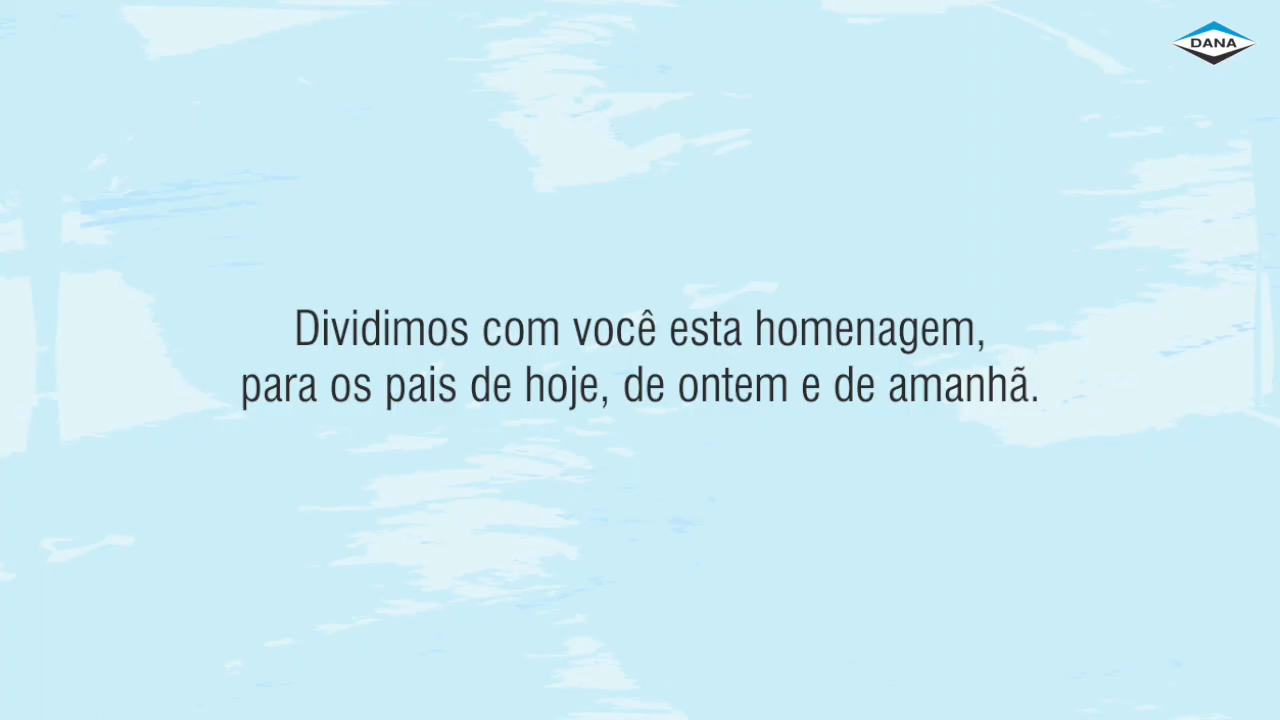 DANA
Dividimos com você esta homenagem,
para os pais de hoje, de ontem e de amanhã.